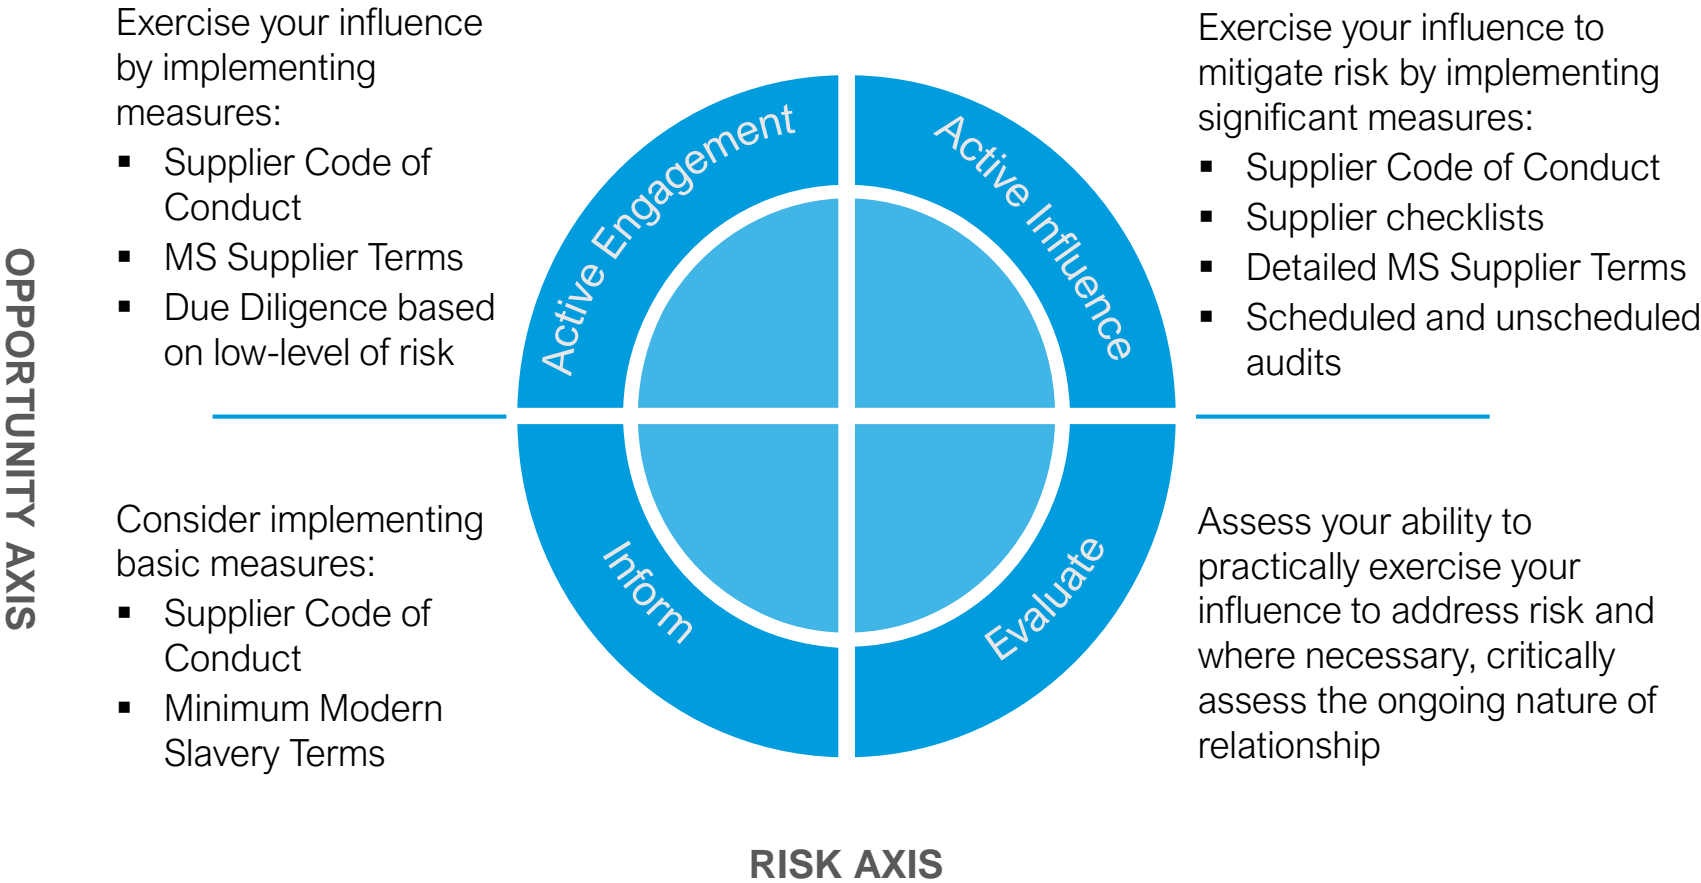 Exercise your influence
by implementing
measures:
▪ Supplier Code of
Conduct
▪ MS Supplier Terms
▪ Due Diligence based
on low-level of risk
Exercise your influence to
mitigate risk by implementing
significant measures:
▪ Supplier Code of Conduct
▪ Supplier checklists
▪ Detailed MS Supplier Terms
▪ Scheduled and unscheduled
audits
Active Engagement
Active Influence
OPPORTUNITY AXIS
Consider implementing
basic measures:
▪ Supplier Code of
Conduct
▪ Minimum Modern
Slavery Terms
Inform
Evaluate
Assess your ability to
practically exercise your
influence to address risk and
where necessary, critically
assess the ongoing nature of
relationship
RISK AXIS